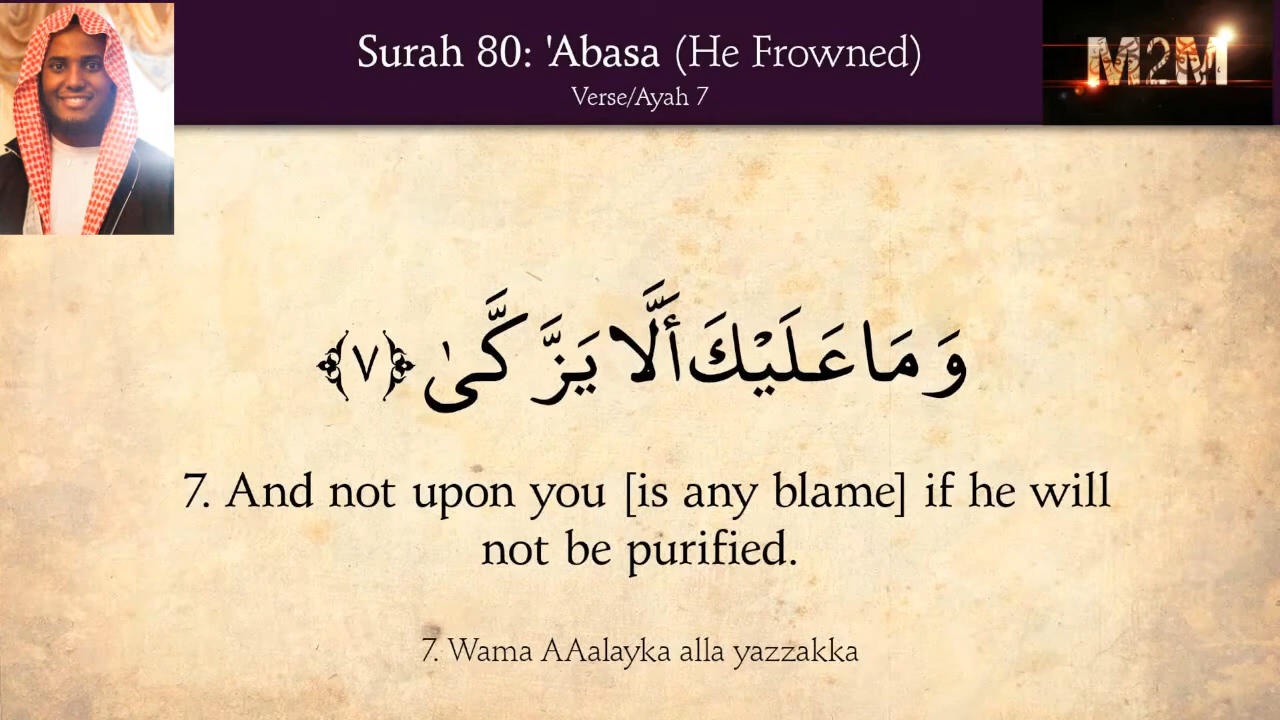 Surah 80: 'Abasa (He Frowned)
Verse/Ayah 7
M2M
وَمَا عَلَيْكَ أَلَّا يَزَّكَّىٰ ﴿٧﴾
7. And not upon you [is any blame] if he will
not be purified.
7. Wama AAalayka alla yazzakka